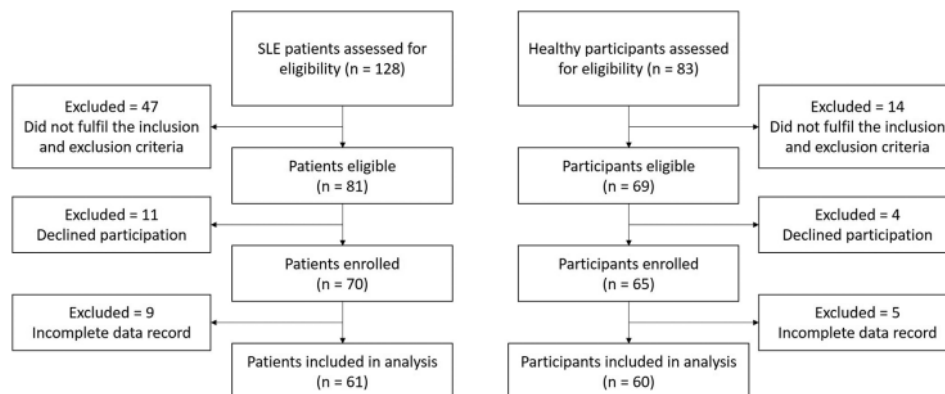 SLE patients assessed for
eligibility (n = 128)
Healthy participants assessed
for eligibility (n = 83)
Excluded = 47
Did not fulfil the inclusion
and exclusion criteria
Excluded = 14
Did not fulfil the inclusion
and exclusion criteria
Patients eligible
(n = 81)
Participants eligible
(n = 69)
Excluded = 11
Declined participation
Excluded = 4
Declined participation
Patients enrolled
(n = 70)
Participants enrolled
(n = 65)
Excluded = 9
Incomplete data record
Excluded = 5
Incomplete data record
Patients included in analysis
(n = 61)
Participants included in analysis
(n = 60)